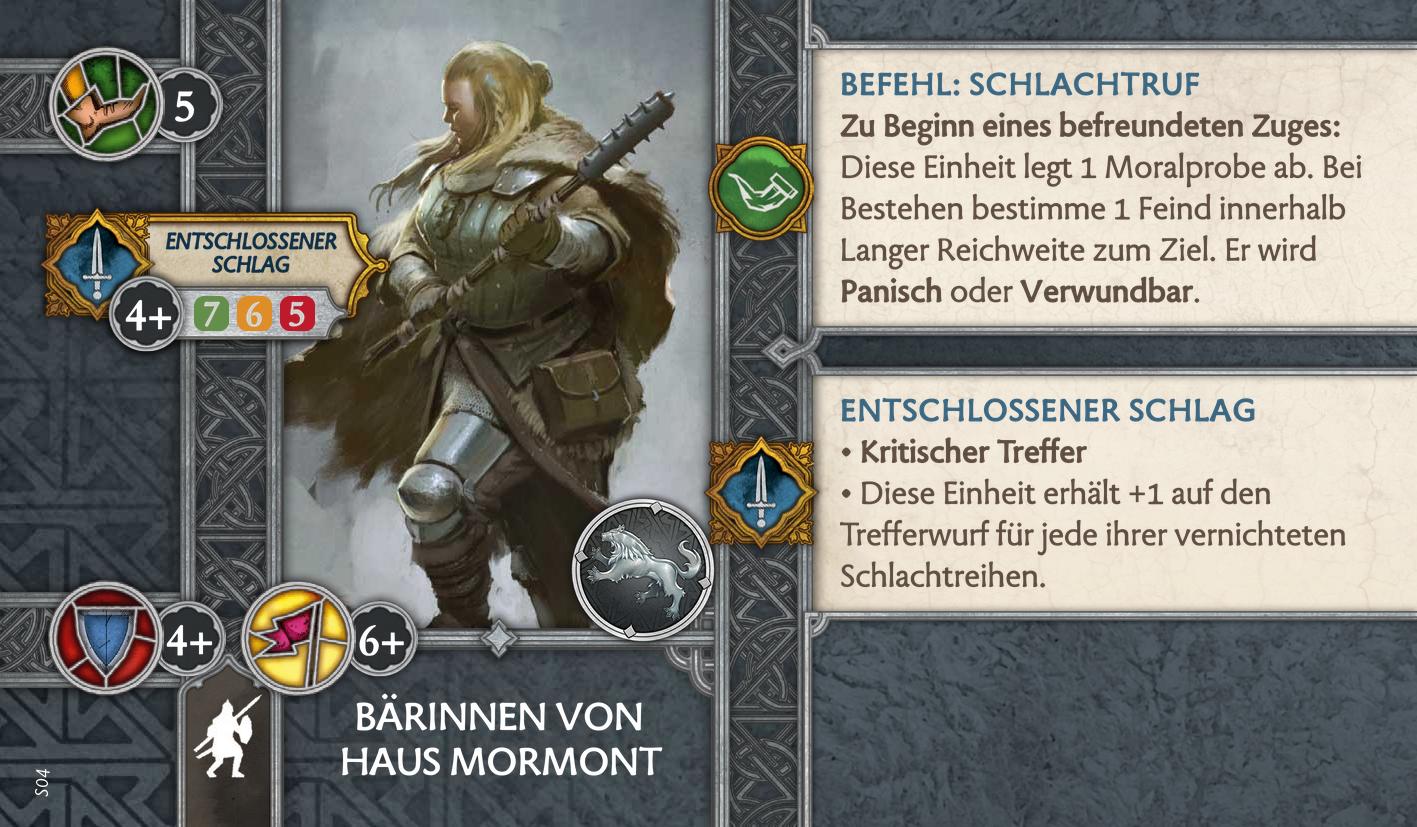 5
ENTSCHLOSSENER
SCHLAG
4+ 7 6 5
4+ 6+
BÄRINNEN VON
HAUS MORMONT
S04
BEFEHL: SCHLACHTRUF
Zu Beginn eines befreundeten Zuges:
Diese Einheit legt 1 Moralprobe ab. Bei
Bestehen bestimme 1 Feind innerhalb
Langer Reichweite zum Ziel. Er wird
Panisch oder Verwundbar.
ENTSCHLOSSENER SCHLAG
• Kritischer Treffer
• Diese Einheit erhält +1 auf den
Trefferwurf für jede ihrer vernichteten
Schlachtreihen.